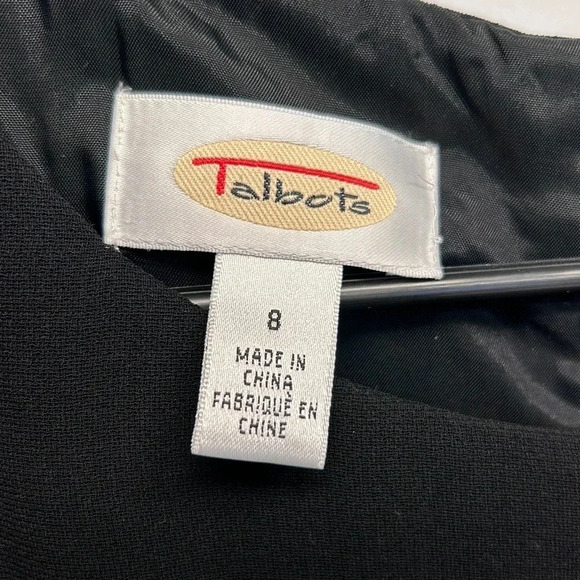 Talbots
8
MADE IN
CHINA
FABRIQUÉ EN
CHINE